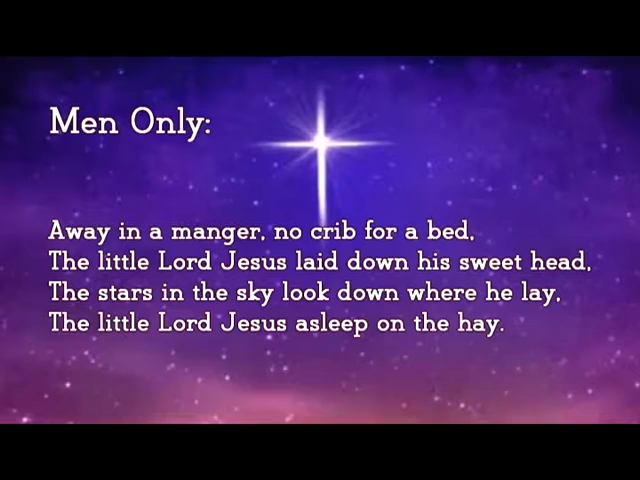 Men Only:
Away in a manger, no crib for a bed,
The little Lord Jesus laid down his sweet head,
The stars in the sky look down where he lay,
The little Lord Jesus asleep on the hay.